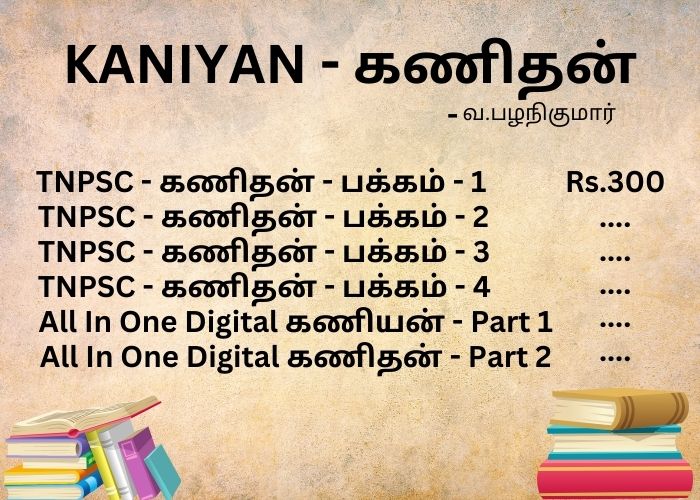 KANIYAN - கணிதன்
- வ.பழநிகுமார்
TNPSC - கணிதன் - பக்கம் - 1 Rs.300
TNPSC - கணிதன் - பக்கம் - 2 ....
TNPSC - கணிதன் - பக்கம் - 3 ....
TNPSC - கணிதன் - பக்கம் - 4 ....
All In One Digital கணியன் - Part 1 ....
All In One Digital கணிதன் - Part 2 ....